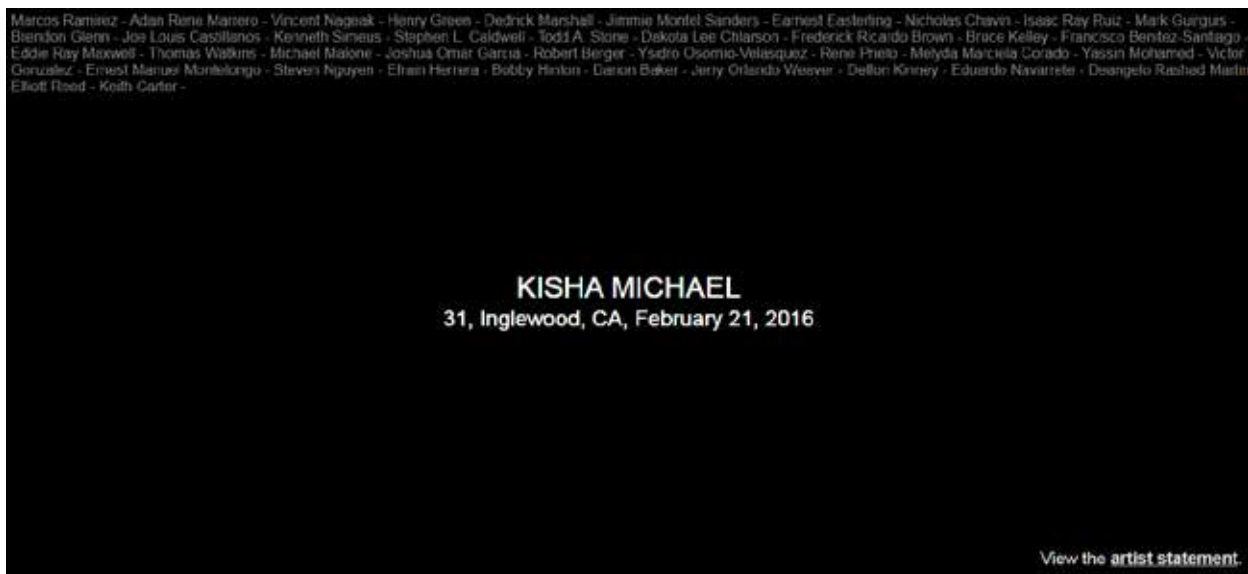 Marcos Ramirez - Adan Rene Marrero - Vincent Nageak - Henry Green - Dedrick Marshall - Jimmie Montel Sanders - Earnest Easterling - Nicholas Chavin - Isaac Ray Ruiz - Mark Guirguis -
Brendon Glenn - Joe Louis Castillanos - Kenneth Simeus - Stephen L. Caldwell - Todd A. Stone - Dakota Lee Chlarson - Frederick Ricardo Brown - Bruce Kelley - Francisco Benitez-Santiago -
Eddie Ray Maxwell - Thomas Watkins - Michael Malone - Joshua Omar Garcia - Robert Berger - Ysidro Osornio-Velasquez - Rene Prieto - Melyda Marciela Corado - Yassin Mohamed - Victor
Gonzalez - Ernest Manuel Montelongo - Steven Nguyen - Efrain Herrera - Bobby Hinton - Darion Baker - Jerry Orlando Weaver - Kinney - Eduardo Navarrete - Deangelo Rashad Martin
Elliott Reed - Keith Carter -
KISHA MICHAEL
31, Inglewood, CA, February 21, 2016
View the artist statement.